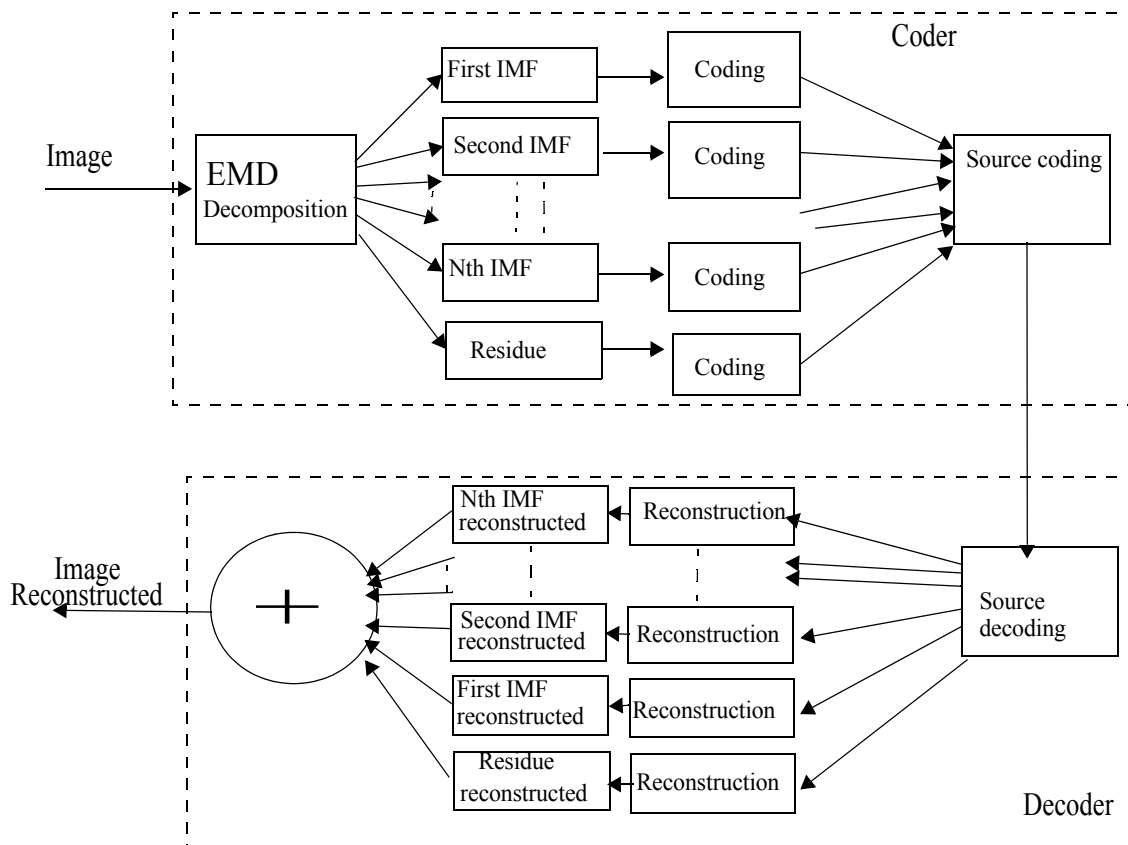 Coder
Image
EMD
Decomposition
First IMF
Coding
Second IMF
Coding
Nth IMF
Coding
Residue
Coding
Source coding
Nth IMF
reconstructed
Reconstruction
Second IMF
reconstructed
Reconstruction
First IMF
reconstructed
Reconstruction
Residue
reconstructed
Reconstruction
Source
decoding
Image
Reconstructed
Decoder